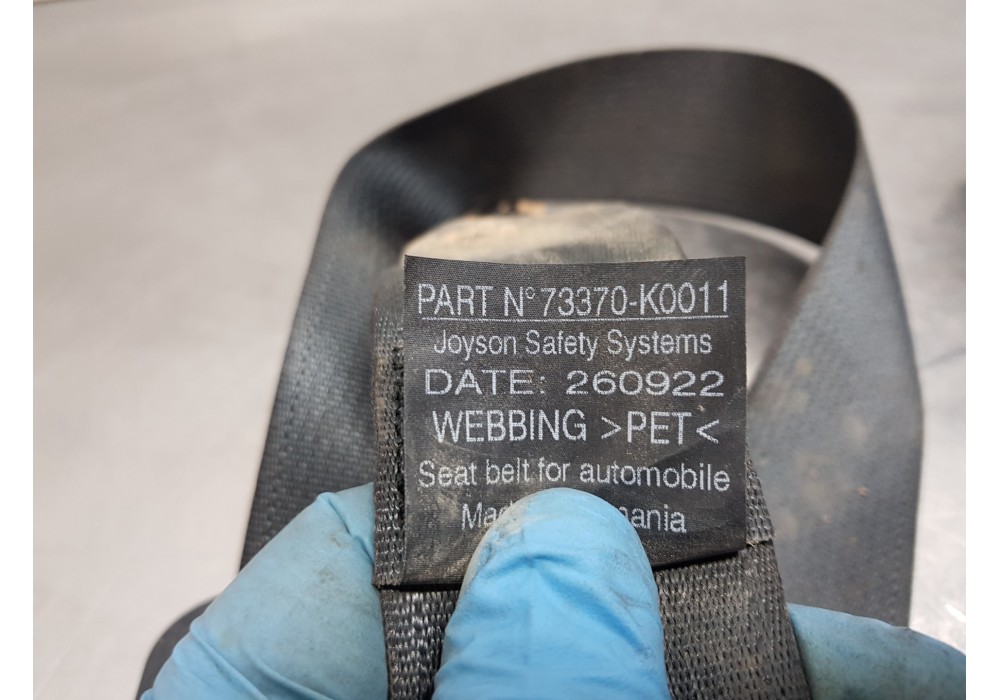 PART N° 73370-K0011
Joyson Safety Systems
DATE: 260922
WEBBING >PET<
Seat belt for automobile